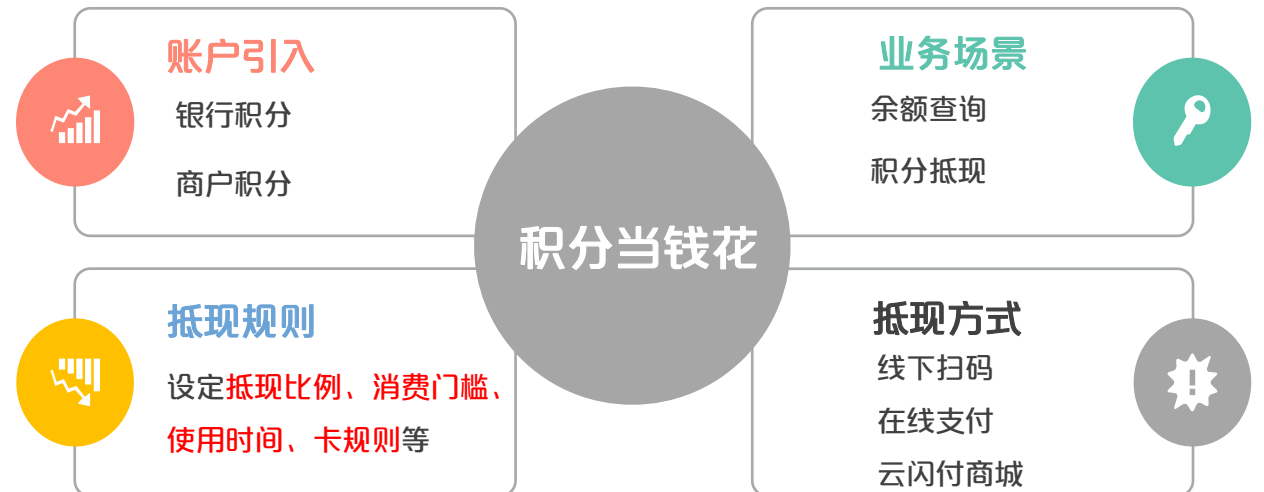 账户引入
银行积分
商户积分
业务场景
余额查询
积分抵现
积分当钱花
抵现规则
设定抵现比例、消费门槛、
使用时间、卡规则等
抵现方式
线下扫码
在线支付
云闪付商城